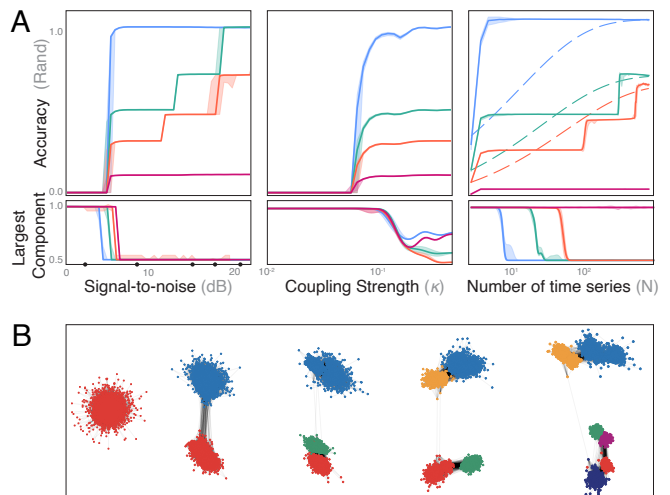 A
Accuracy (Rand)
1.0
0.0
Largest
Component
1.0
0.5
0 10 20
10⁻² 10⁻¹
10¹ 10²
Signal-to-noise (dB)
Coupling Strength (κ)
Number of time series (N)
B